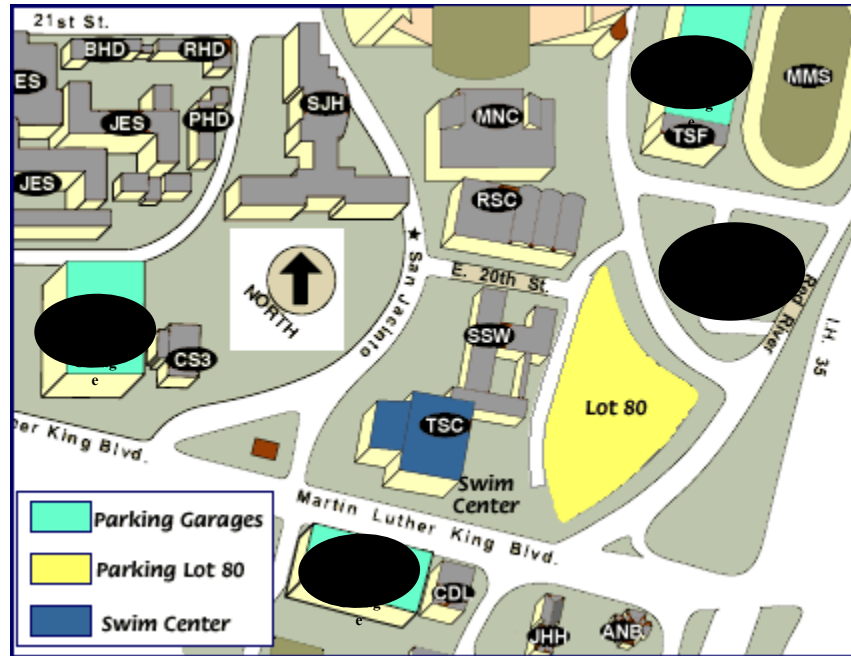 21st St.
BHD
RHD
MMS
ES
SJH
JES
PHD
MNC
TSF
JES
RSC
San Jacinto
E. 20th St.
NORTH
Red River
I.H. 35
SSW
CS3
e
Lot 80
TSC
her King Blvd.
Swim
Center
Martin Luther King Blvd.
Parking Garages
Parking Lot 80
Swim Center
CDL
e
JHH
ANB